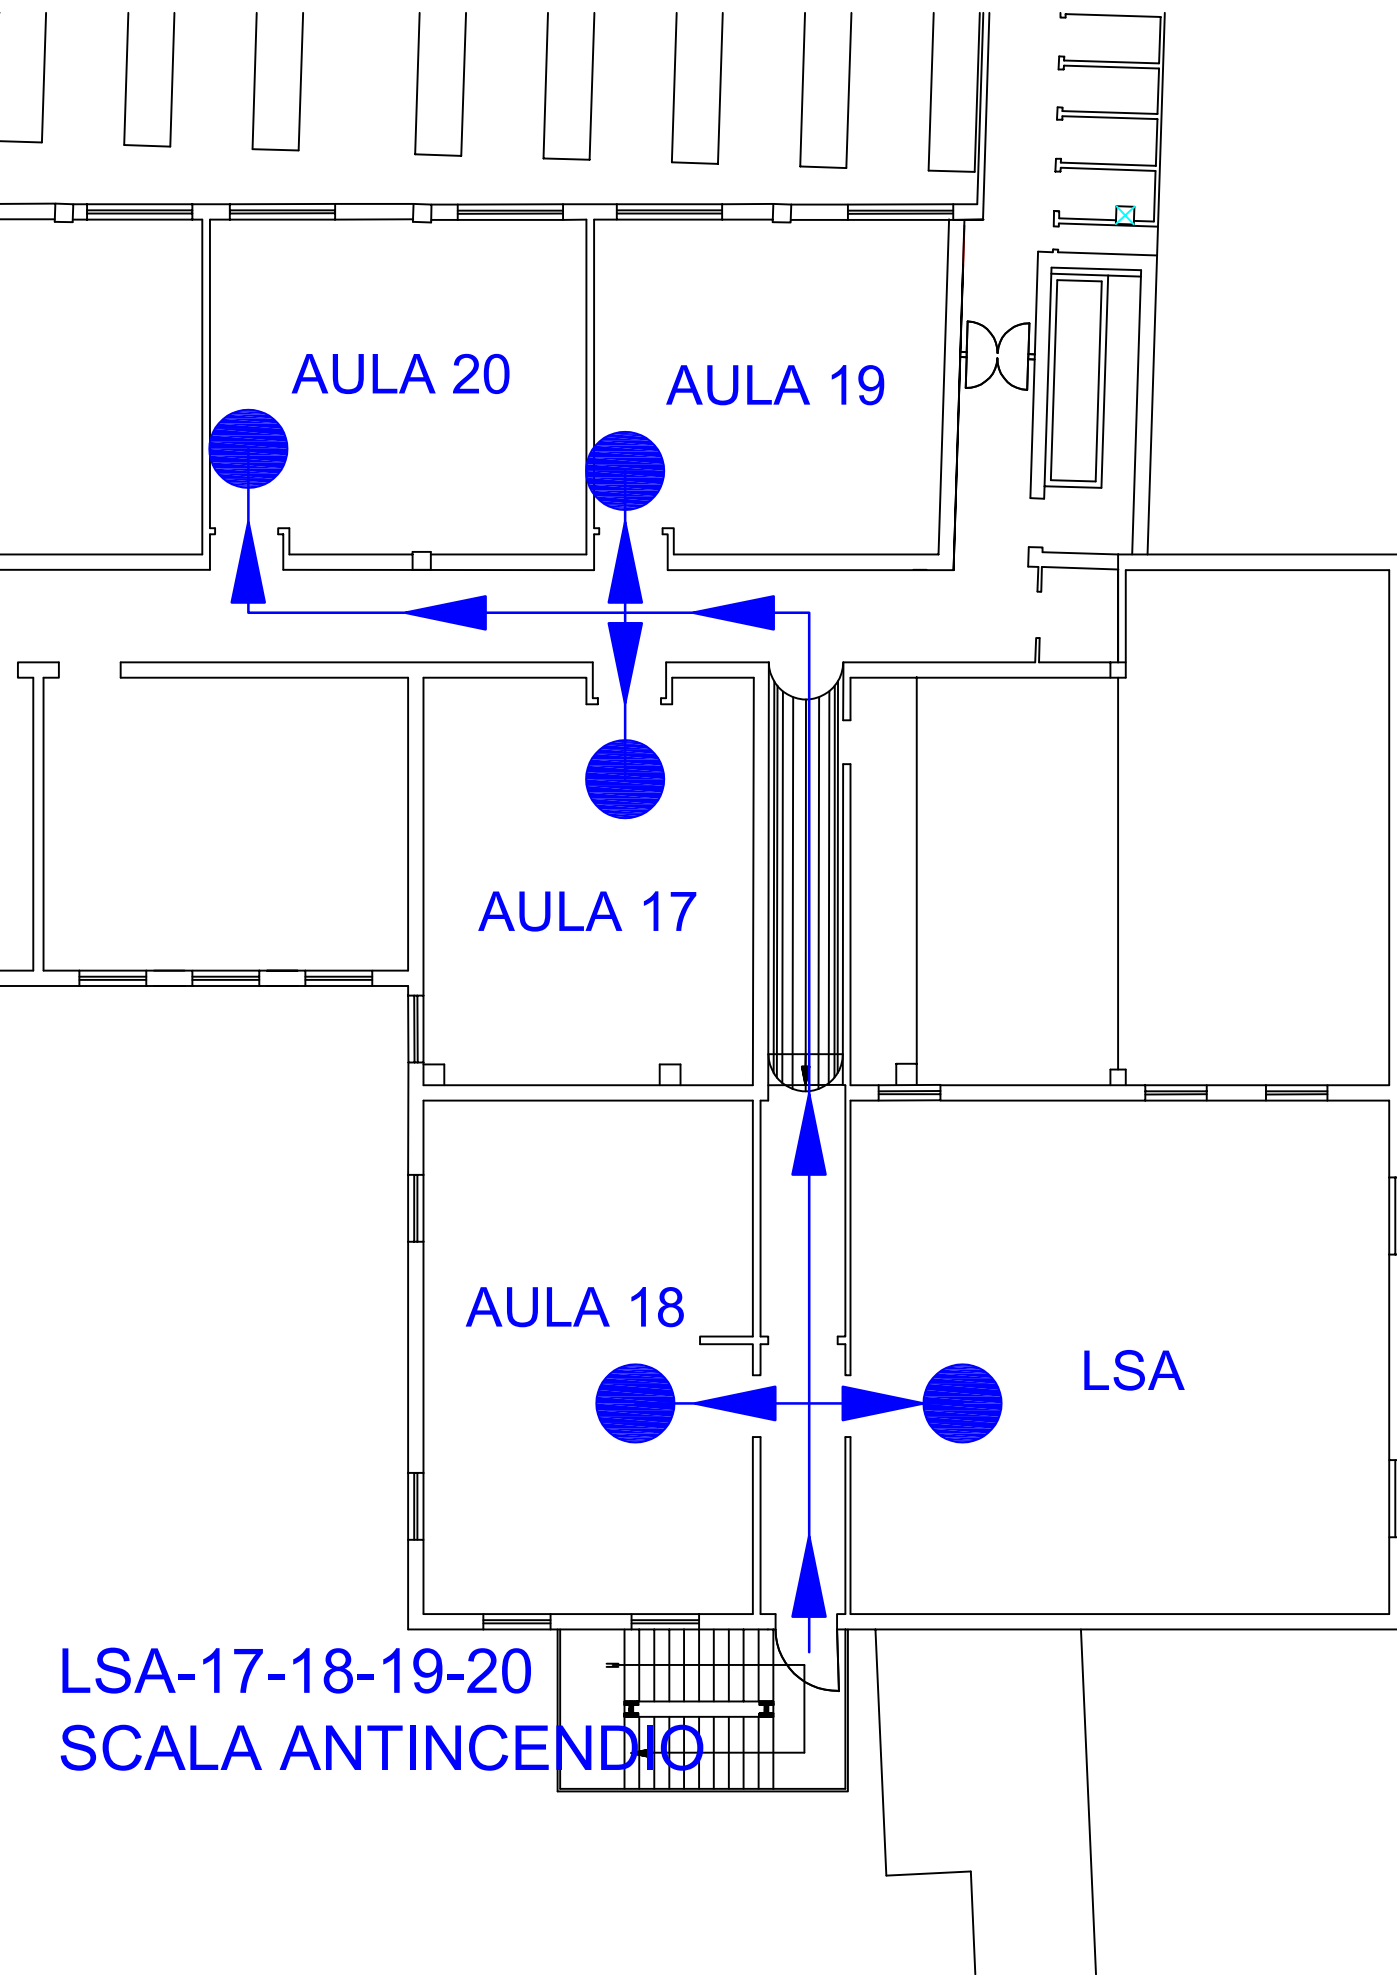 AULA 20
AULA 19
AULA 17
AULA 18
LSA
LSA-17-18-19-20
SCALA ANTINCENDIO